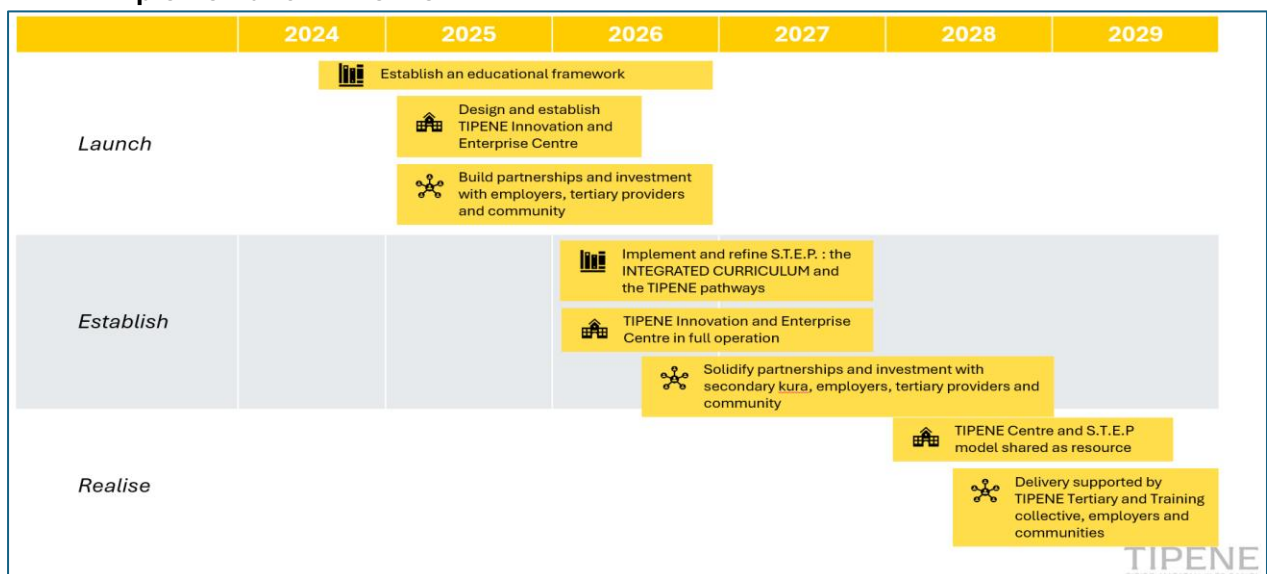 2024 2025 2026 2027 2028 2029
Launch
Establish an educational framework
Design and establish
TIPENE Innovation and
Enterprise Centre
Build partnerships and investment
with employers, tertiary providers
and community
Establish
Implement and refine S.T.E.P. : the
INTEGRATED CURRICULUM and
the TIPENE pathways
TIPENE Innovation and Enterprise
Centre in full operation
Solidify partnerships and investment with
secondary kura, employers, tertiary providers and
community
Realise
TIPENE Centre and S.T.E.P
model shared as resource
Delivery supported by
TIPENE Tertiary and Training
collective, employers and
communities
TIPENE